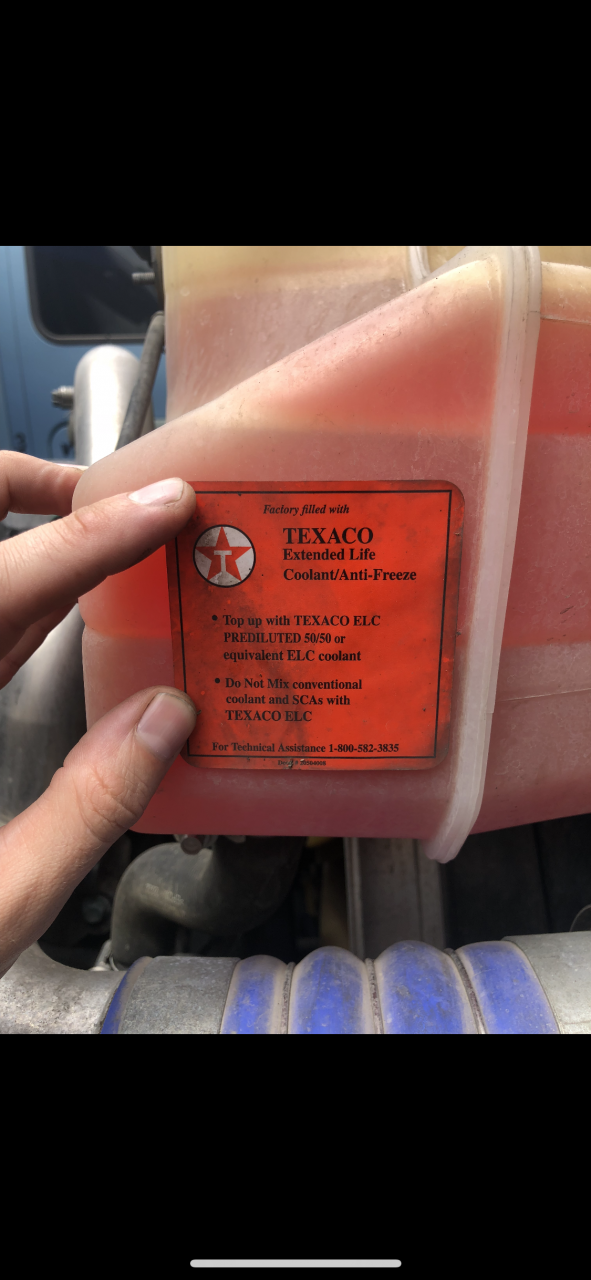 Factory filled with
TEXACO
Extended Life
Coolant/Anti-Freeze
T
• Top up with TEXACO ELC
PREDILUTED 50/50 or
equivalent ELC coolant
• Do Not Mix conventional
coolant and SCAs with
TEXACO ELC
For Technical Assistance 1-800-582-3835